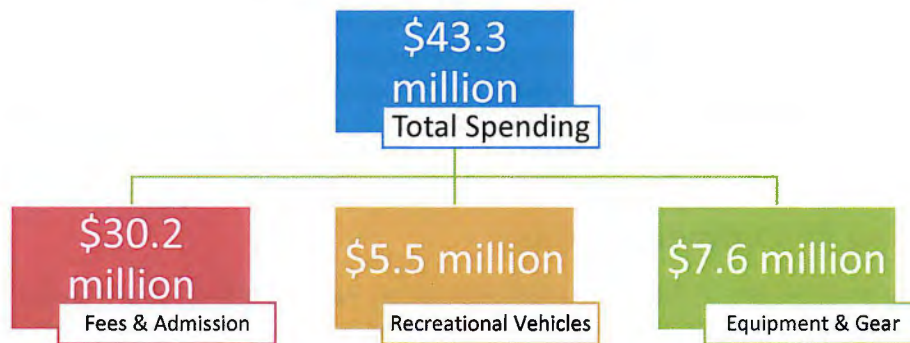 $43.3
million
Total Spending
$30.2
million
Fees & Admission
$5.5 million
Recreational Vehicles
$7.6 million
Equipment & Gear